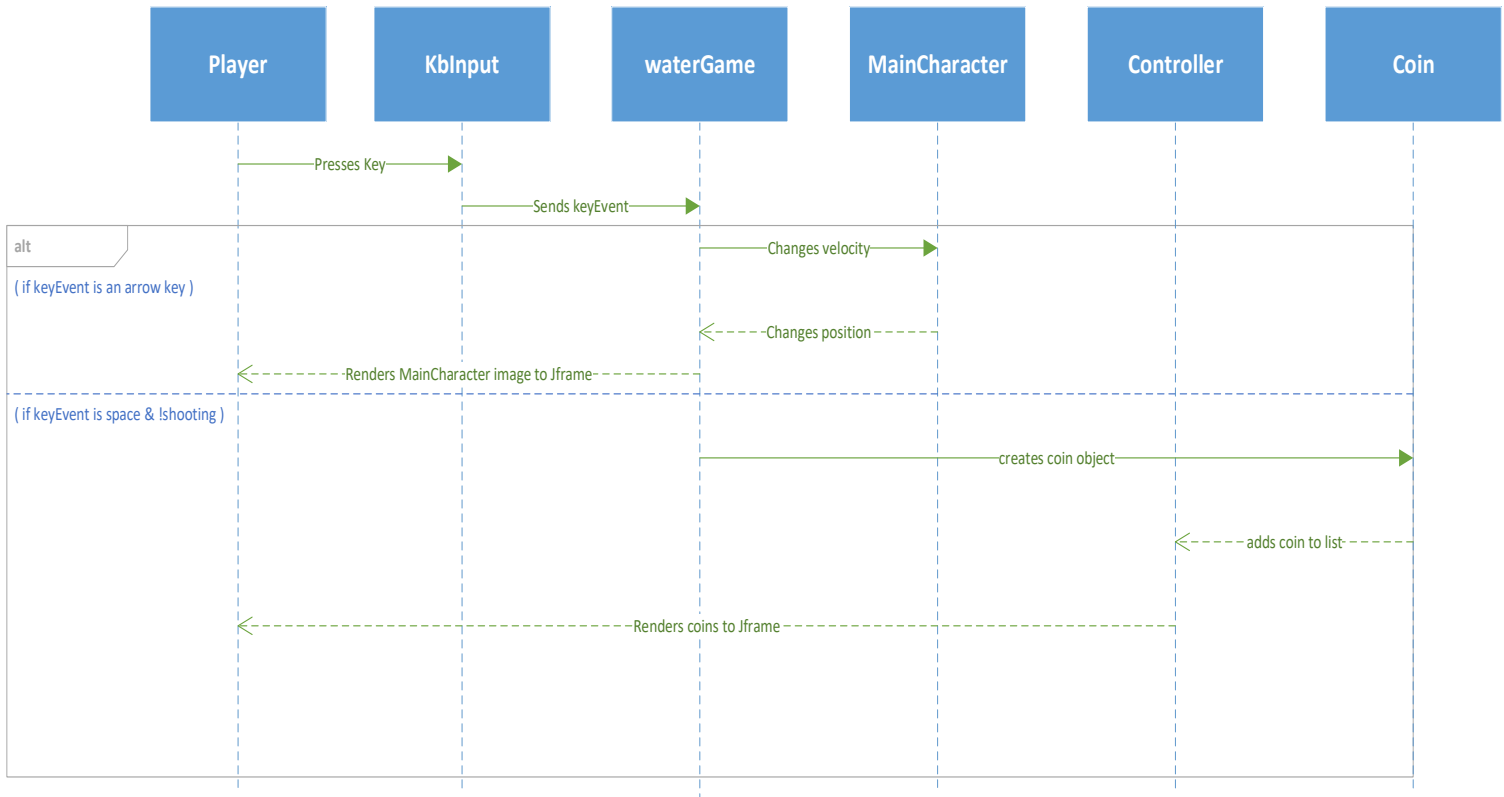 Player
KbInput
waterGame
MainCharacter
Controller
Coin
Presses Key
Sends keyEvent
alt
Changes velocity
( if keyEvent is an arrow key )
Changes position
Renders MainCharacter image to Jframe
( if keyEvent is space & !shooting )
creates coin object
adds coin to list
Renders coins to Jframe